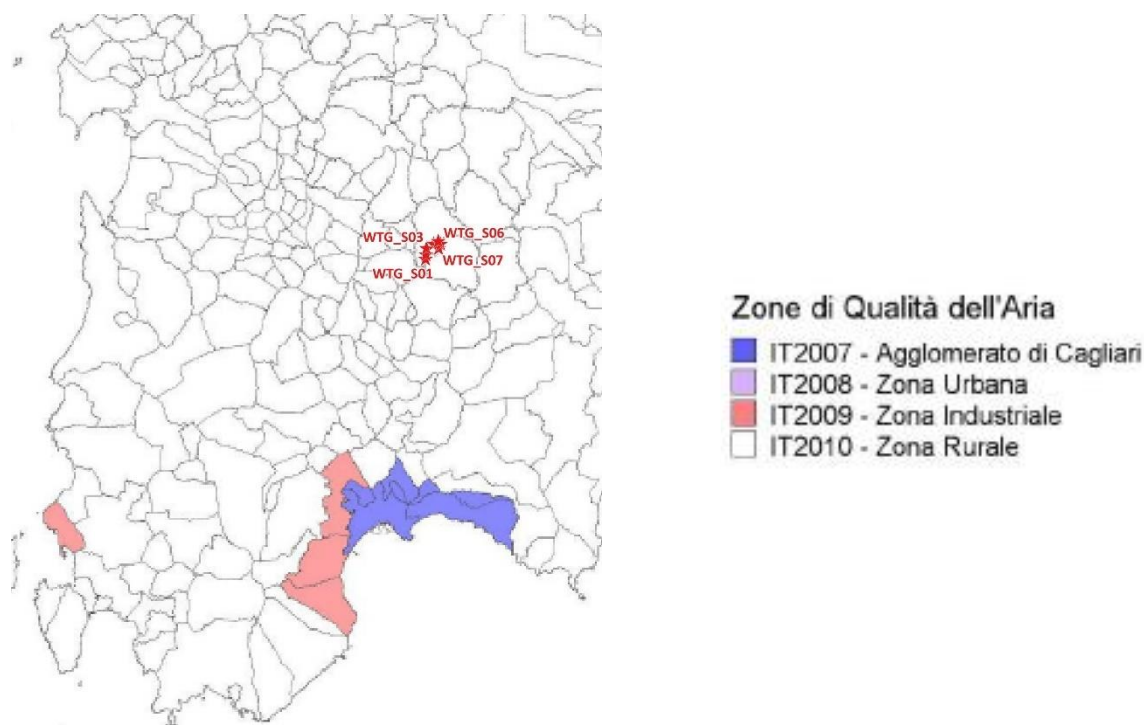 WTG_S03
WTG_S06
WTG_S07
WTG_S01
Zone di Qualità dell'Aria
IT2007 - Agglomerato di Cagliari
IT2008 - Zona Urbana
IT2009 - Zona Industriale
IT2010 - Zona Rurale